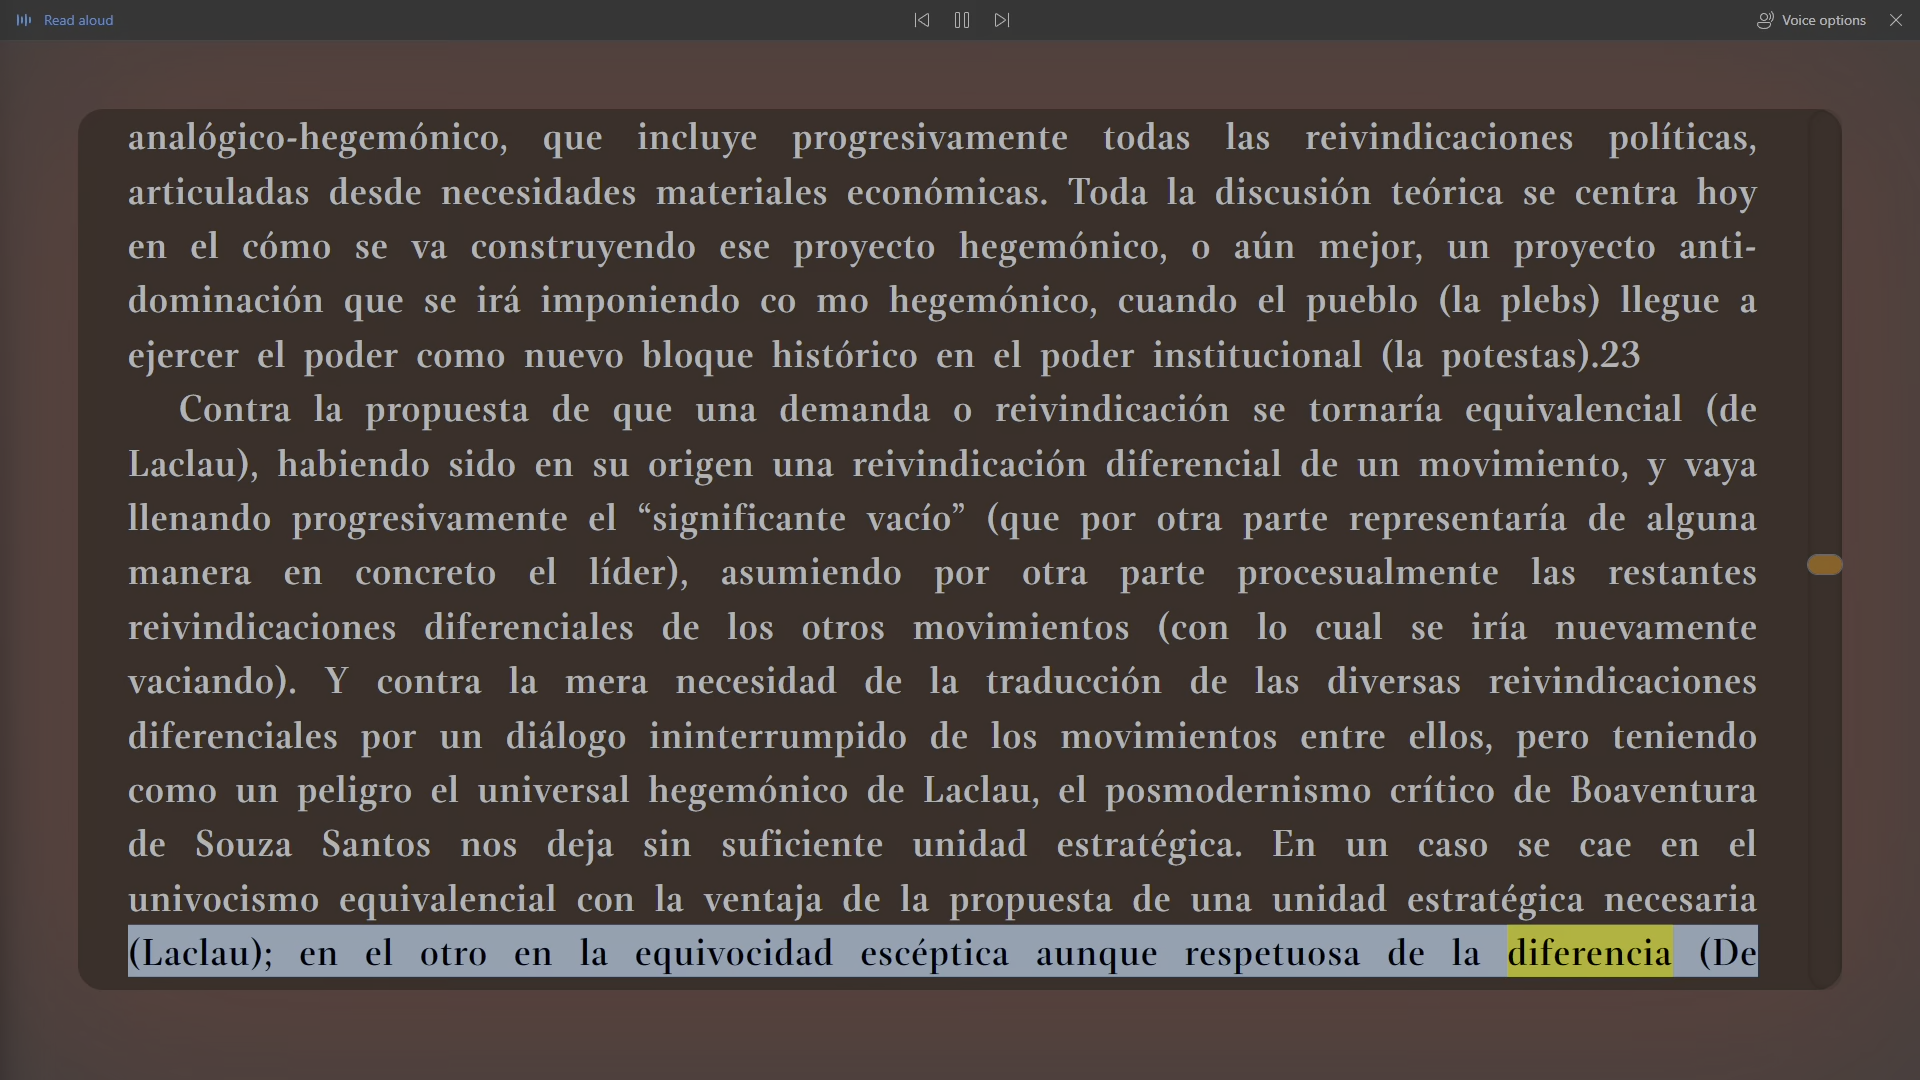 Read aloud
Voice options
analógico-hegemónico, que incluye progresivamente todas las reivindicaciones políticas,
articuladas desde necesidades materiales económicas. Toda la discusión teórica se centra hoy
en el cómo se va construyendo ese proyecto hegemónico, o aún mejor, un proyecto anti-
dominación que se irá imponiendo co mo hegemónico, cuando el pueblo (la plebs) llegue a
ejercer el poder como nuevo bloque histórico en el poder institucional (la potestas).23
Contra la propuesta de que una demanda o reivindicación se tornaría equivalencial (de
Laclau), habiendo sido en su origen una reivindicación diferencial de un movimiento, y vaya
llenando progresivamente el “significante vacío” (que por otra parte representaría de alguna
manera en concreto el líder), asumiendo por otra parte procesualmente las restantes
reivindicaciones diferenciales de los otros movimientos (con lo cual se iría nuevamente
vaciando). Y contra la mera necesidad de la traducción de las diversas reivindicaciones
diferenciales por un diálogo ininterrumpido de los movimientos entre ellos, pero teniendo
como un peligro el universal hegemónico de Laclau, el posmodernismo crítico de Boaventura
de Souza Santos nos deja sin suficiente unidad estratégica. En un caso se cae en el
univocismo equivalencial con la ventaja de la propuesta de una unidad estratégica necesaria
(Laclau); en el otro en la equivocidad escéptica aunque respetuosa de la diferencia (De